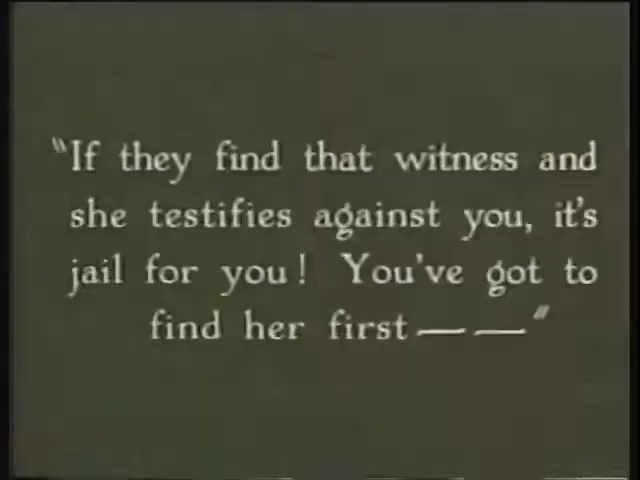 "If they find that witness and
she testifies against you, it's
jail for you! You've got to
find her first — —"